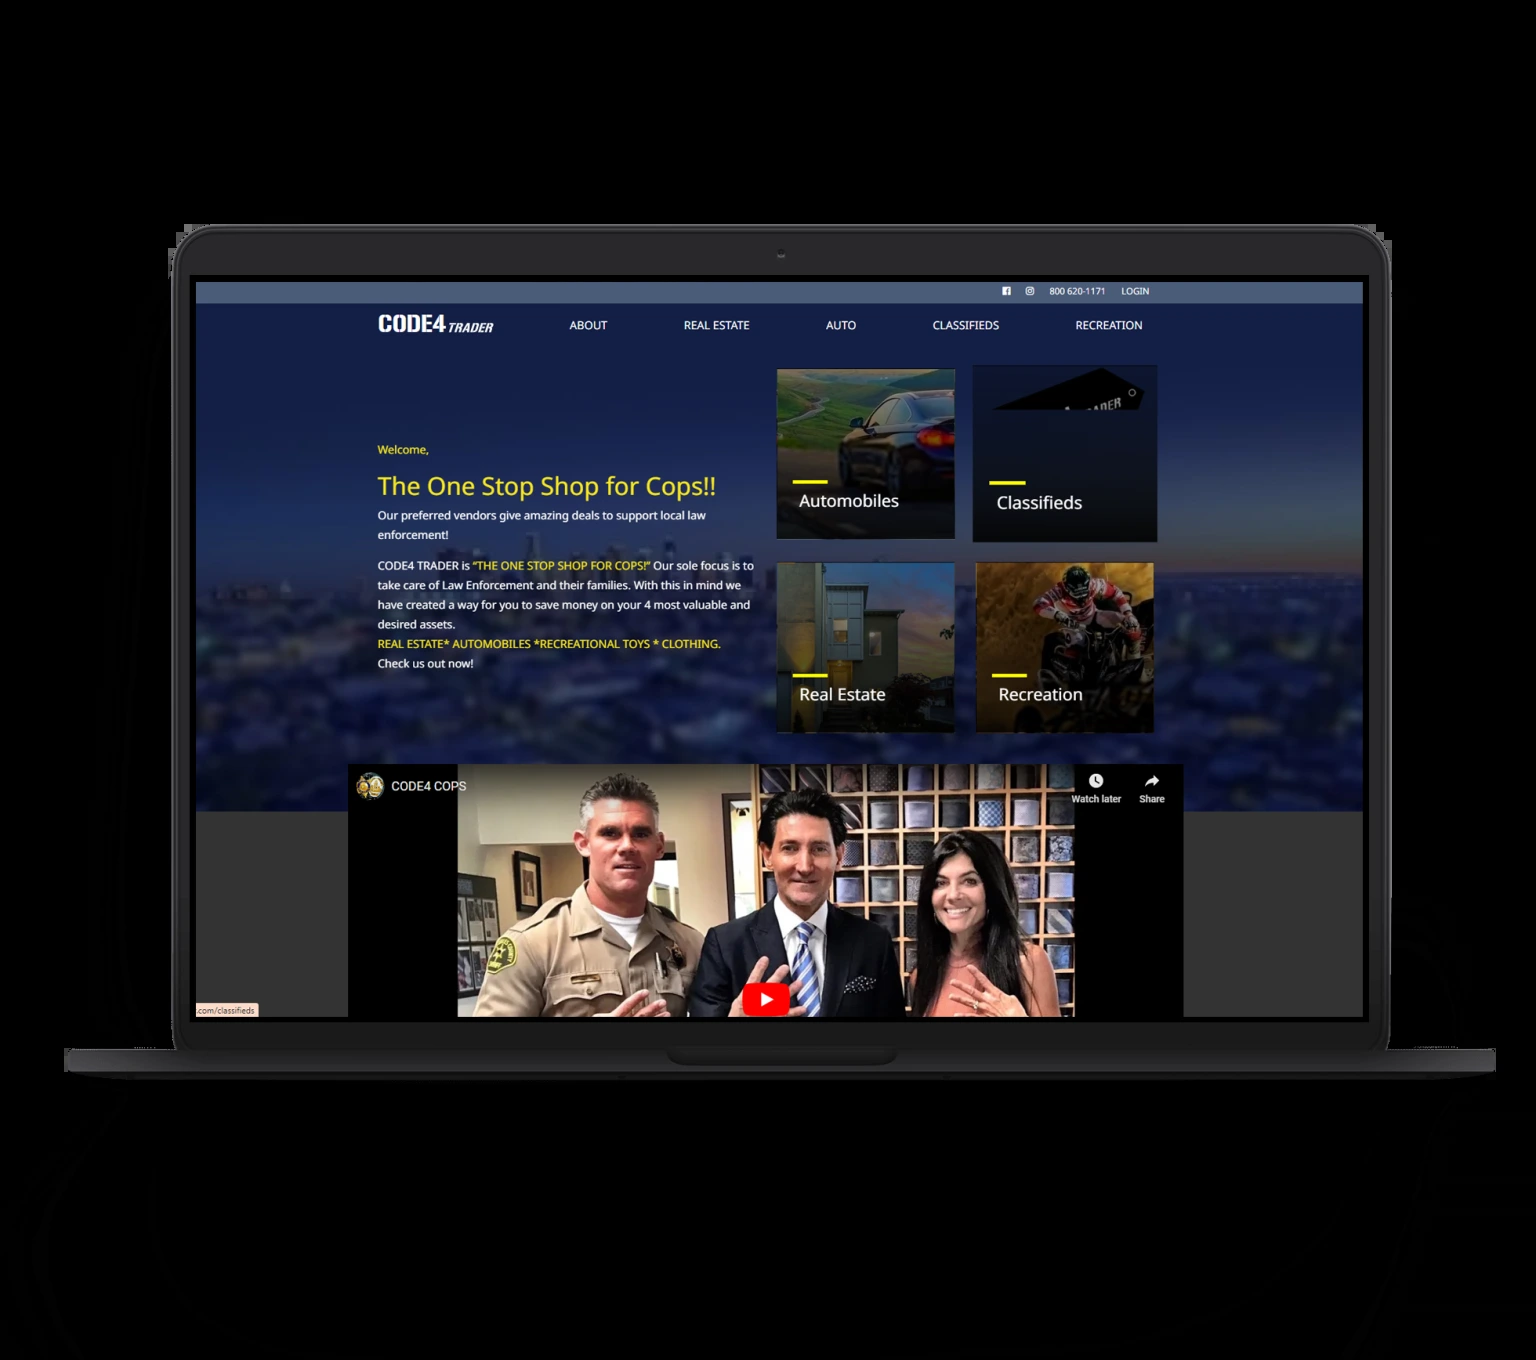 800 620-1171 LOGIN
CODE4 TRADER ABOUT REAL ESTATE AUTO CLASSIFIEDS RECREATION
Welcome,
The One Stop Shop for Cops!!
Our preferred vendors give amazing deals to support local law
enforcement!
CODE4 TRADER is "THE ONE STOP SHOP FOR COPS!" Our sole focus is to
take care of Law Enforcement and their families. With this in mind we
have created a way for you to save money on your 4 most valuable and
desired assets.
REAL ESTATE* AUTOMOBILES *RECREATIONAL TOYS * CLOTHING.
Check us out now!
Automobiles
Classifieds
Real Estate
Recreation
CODE4 COPS
Watch later Share
.com/classifieds